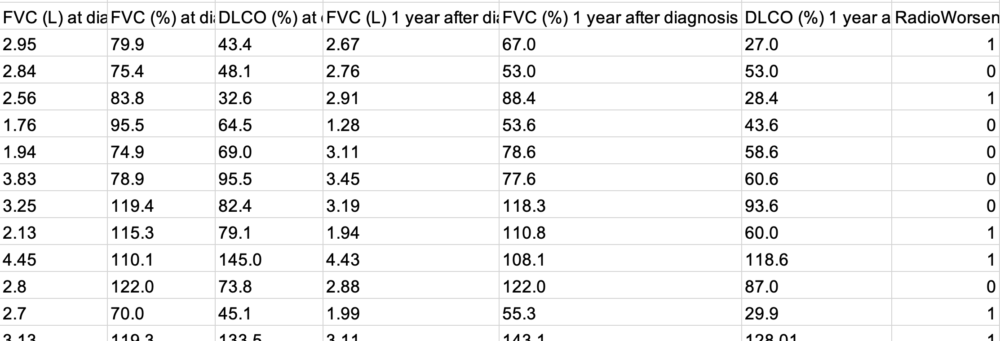 FVC (L) at dia FVC (%) at dia DLCO (%) at FVC (L) 1 year after dia FVC (%) 1 year after diagnosis DLCO (%) 1 year a RadioWorsen
2.95 79.9 43.4 2.67 67.0 27.0 1
2.84 75.4 48.1 2.76 53.0 53.0 0
2.56 83.8 32.6 2.91 88.4 28.4 1
1.76 95.5 64.5 1.28 53.6 43.6 0
1.94 74.9 69.0 3.11 78.6 58.6 0
3.83 78.9 95.5 3.45 77.6 60.6 0
3.25 119.4 82.4 3.19 118.3 93.6 0
2.13 115.3 79.1 1.94 110.8 60.0 1
4.45 110.1 145.0 4.43 108.1 118.6 1
2.8 122.0 73.8 2.88 122.0 87.0 0
2.7 70.0 45.1 1.99 55.3 29.9 1
3.13 119.3 133.5 3.11 143.1 128.01 1